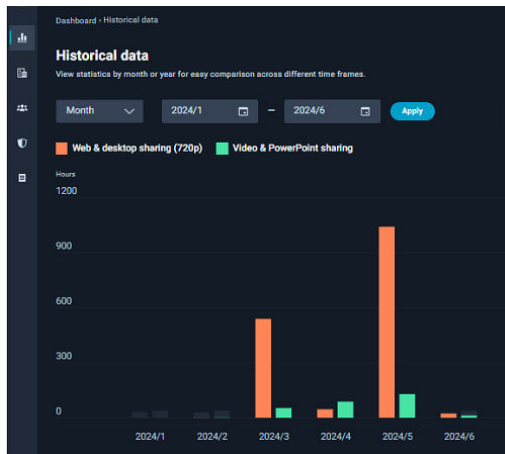 Dashboard › Historical data
Historical data
View statistics by month or year for easy comparison across different time frames.
Month 2024/1 – 2024/6 Apply
Web & desktop sharing (720p) Video & PowerPoint sharing
Hours
1200
900
600
300
0
2024/1 2024/2 2024/3 2024/4 2024/5 2024/6